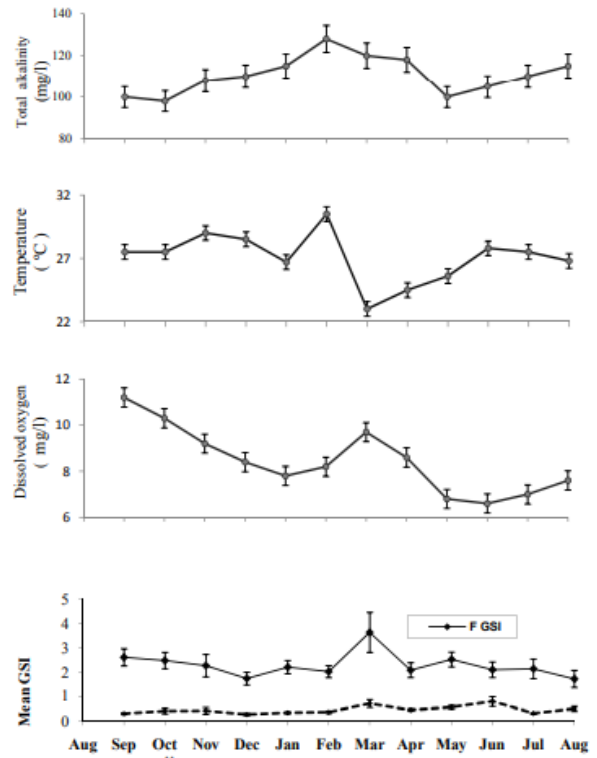 Total alkalinity
(mg/l)
140
120
100
80
Temperature
( ºC)
32
27
22
Dissolved oxygen
( mg/l)
12
10
8
6
Mean GSI
5
4
3
2
1
0
F GSI
Aug Sep Oct Nov Dec Jan Feb Mar Apr May Jun Jul Aug